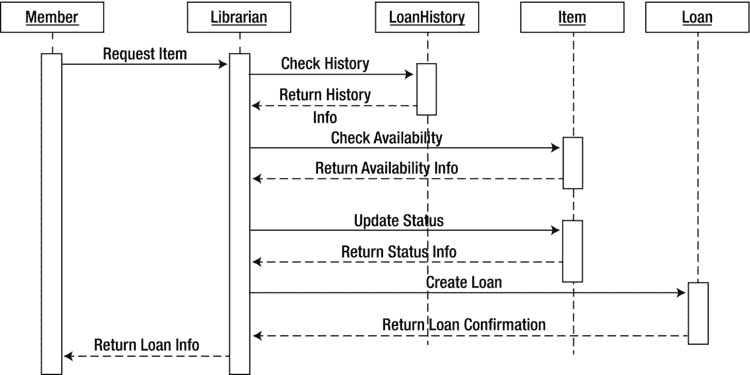 Member
Librarian
LoanHistory
Item
Loan
Request Item
Check History
Return History
Info
Check Availability
Return Availability Info
Update Status
Return Status Info
Create Loan
Return Loan Confirmation
Return Loan Info